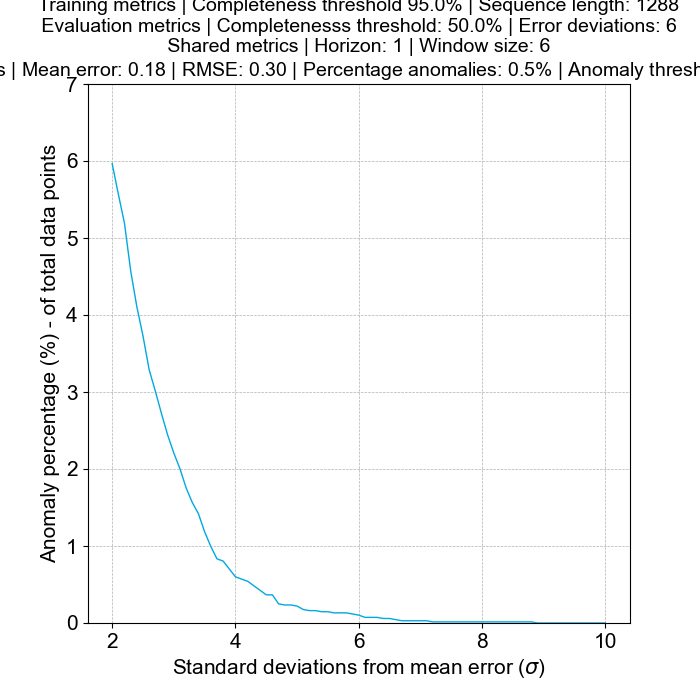 Training metrics | Completeness threshold 95.0% | Sequence length: 1288
Evaluation metrics | Completenesss threshold: 50.0% | Error deviations: 6
Shared metrics | Horizon: 1 | Window size: 6
s | Mean error: 0.18 | RMSE: 0.30 | Percentage anomalies: 0.5% | Anomaly thresh
7
6
5
4
3
2
1
0
Anomaly percentage (%) - of total data points
2 4 6 8 10
Standard deviations from mean error (σ)